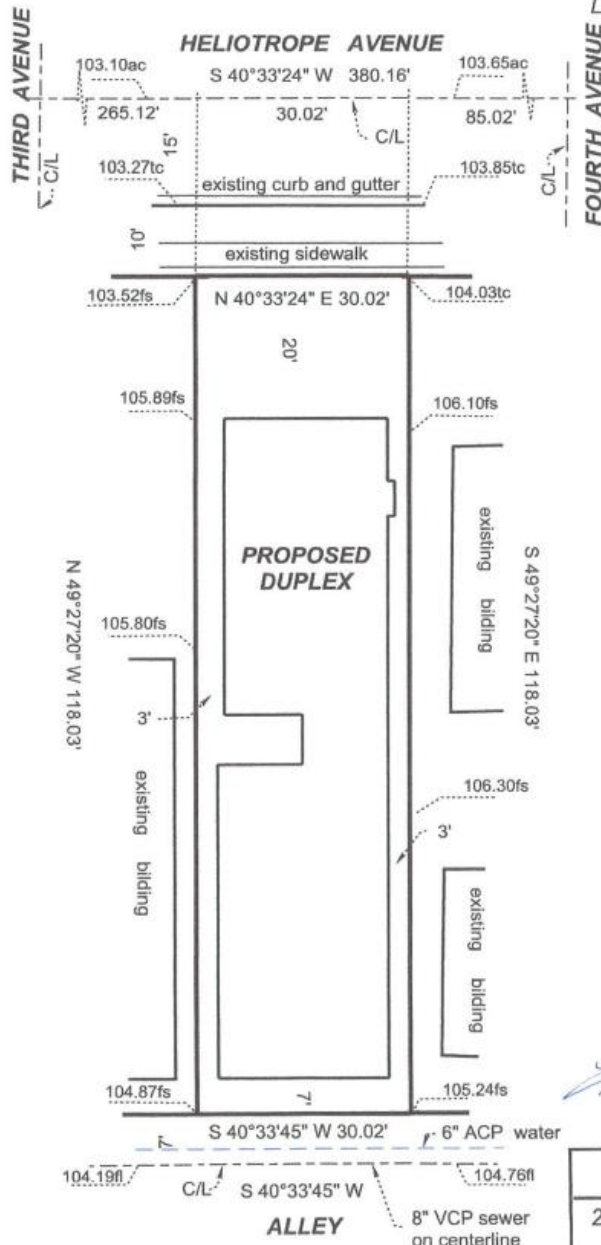 THIRD AVENUE
HELIOTROPE AVENUE
FOURTH AVENUE
103.10ac
S 40°33'24" W 380.16'
103.65ac
265.12'
30.02'
85.02'
C/L
C/L
C/L
15'
103.27tc
103.85tc
existing curb and gutter
10'
existing sidewalk
103.52fs
N 40°33'24" E 30.02'
104.03tc
20'
105.89fs
106.10fs
PROPOSED
DUPLEX
existing bilding
N 49°27'20" W 118.03'
S 49°27'20" E 118.03'
105.80fs
3'
existing bilding
106.30fs
3'
existing bilding
104.87fs
7'
105.24fs
S 40°33'45" W 30.02'
6" ACP water
7'
104.19fl
C/L
S 40°33'45" W
104.76fl
ALLEY
8" VCP sewer
on centerline
2